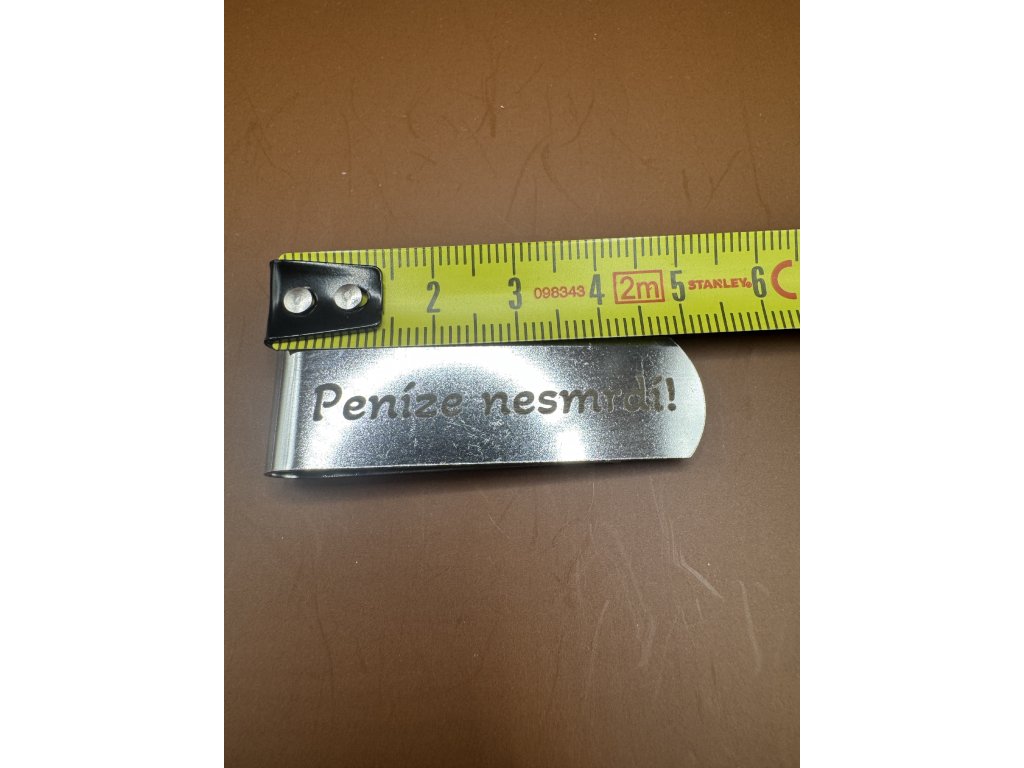 2 3 098343 4 2m 5 STANLEY® 6 C
Peníze nesmrdí!